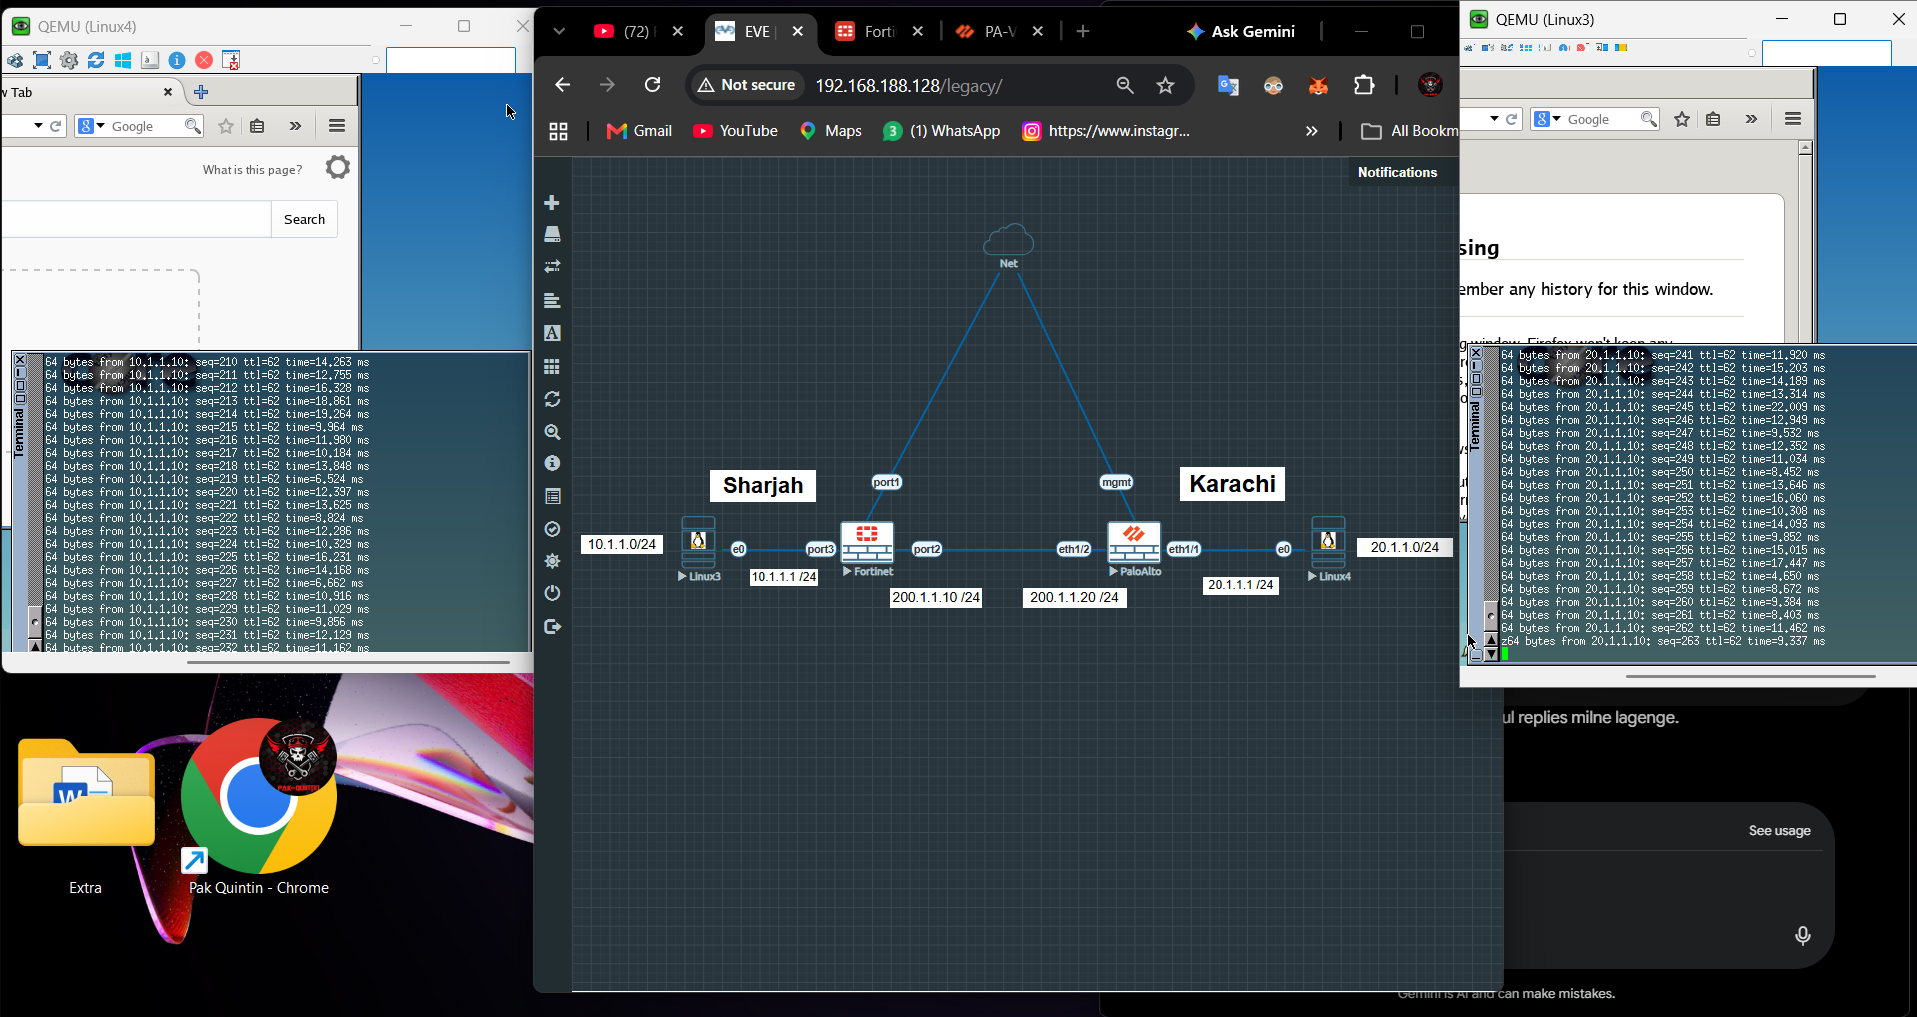 QEMU (Linux4)
w Tab
Google
What is this page?
Search
Terminal
64 bytes from 10.1.1.10: seq=210 ttl=62 time=14.263 ms
64 bytes from 10.1.1.10: seq=211 ttl=62 time=12.755 ms
64 bytes from 10.1.1.10: seq=212 ttl=62 time=16.328 ms
64 bytes from 10.1.1.10: seq=213 ttl=62 time=18.861 ms
64 bytes from 10.1.1.10: seq=214 ttl=62 time=19.264 ms
64 bytes from 10.1.1.10: seq=215 ttl=62 time=9.964 ms
64 bytes from 10.1.1.10: seq=216 ttl=62 time=11.980 ms
64 bytes from 10.1.1.10: seq=217 ttl=62 time=10.184 ms
64 bytes from 10.1.1.10: seq=218 ttl=62 time=13.848 ms
64 bytes from 10.1.1.10: seq=219 ttl=62 time=6.524 ms
64 bytes from 10.1.1.10: seq=220 ttl=62 time=12.397 ms
64 bytes from 10.1.1.10: seq=221 ttl=62 time=13.625 ms
64 bytes from 10.1.1.10: seq=222 ttl=62 time=8.824 ms
64 bytes from 10.1.1.10: seq=223 ttl=62 time=12.286 ms
64 bytes from 10.1.1.10: seq=224 ttl=62 time=10.329 ms
64 bytes from 10.1.1.10: seq=225 ttl=62 time=16.231 ms
64 bytes from 10.1.1.10: seq=226 ttl=62 time=14.168 ms
64 bytes from 10.1.1.10: seq=227 ttl=62 time=6.662 ms
64 bytes from 10.1.1.10: seq=228 ttl=62 time=10.916 ms
64 bytes from 10.1.1.10: seq=229 ttl=62 time=11.029 ms
64 bytes from 10.1.1.10: seq=230 ttl=62 time=9.856 ms
64 bytes from 10.1.1.10: seq=231 ttl=62 time=12.129 ms
64 bytes from 10.1.1.10: seq=232 ttl=62 time=11.162 ms
Extra
Pak Quintin - Chrome
(72)
EVE
Forti
PA-V
Ask Gemini
Not secure 192.168.188.128/legacy/
Gmail
YouTube
Maps
(1) WhatsApp
https://www.instagr...
All Bookm
Notifications
Net
Sharjah
port1
mgmt
Karachi
10.1.1.0/24
e0
port3
port2
eth1/2
eth1/1
e0
20.1.1.0/24
Linux3
Fortinet
PaloAlto
Linux4
10.1.1.1 /24
20.1.1.1 /24
200.1.1.10 /24
200.1.1.20 /24
QEMU (Linux3)
Google
sing
ember any history for this window.
Terminal
64 bytes from 20.1.1.10: seq=241 ttl=62 time=11.920 ms
64 bytes from 20.1.1.10: seq=242 ttl=62 time=15.203 ms
64 bytes from 20.1.1.10: seq=243 ttl=62 time=14.189 ms
64 bytes from 20.1.1.10: seq=244 ttl=62 time=13.314 ms
64 bytes from 20.1.1.10: seq=245 ttl=62 time=22.009 ms
64 bytes from 20.1.1.10: seq=246 ttl=62 time=12.949 ms
64 bytes from 20.1.1.10: seq=247 ttl=62 time=9.532 ms
64 bytes from 20.1.1.10: seq=248 ttl=62 time=12.352 ms
64 bytes from 20.1.1.10: seq=249 ttl=62 time=11.034 ms
64 bytes from 20.1.1.10: seq=250 ttl=62 time=8.452 ms
64 bytes from 20.1.1.10: seq=251 ttl=62 time=13.646 ms
64 bytes from 20.1.1.10: seq=252 ttl=62 time=16.060 ms
64 bytes from 20.1.1.10: seq=253 ttl=62 time=10.308 ms
64 bytes from 20.1.1.10: seq=254 ttl=62 time=14.093 ms
64 bytes from 20.1.1.10: seq=255 ttl=62 time=9.852 ms
64 bytes from 20.1.1.10: seq=256 ttl=62 time=15.015 ms
64 bytes from 20.1.1.10: seq=257 ttl=62 time=17.447 ms
64 bytes from 20.1.1.10: seq=258 ttl=62 time=4.650 ms
64 bytes from 20.1.1.10: seq=259 ttl=62 time=8.672 ms
64 bytes from 20.1.1.10: seq=260 ttl=62 time=9.384 ms
64 bytes from 20.1.1.10: seq=261 ttl=62 time=8.403 ms
64 bytes from 20.1.1.10: seq=262 ttl=62 time=11.462 ms
z64 bytes from 20.1.1.10: seq=263 ttl=62 time=9.337 ms
ul replies milne lagenge.
See usage
Gemini is AI and can make mistakes.